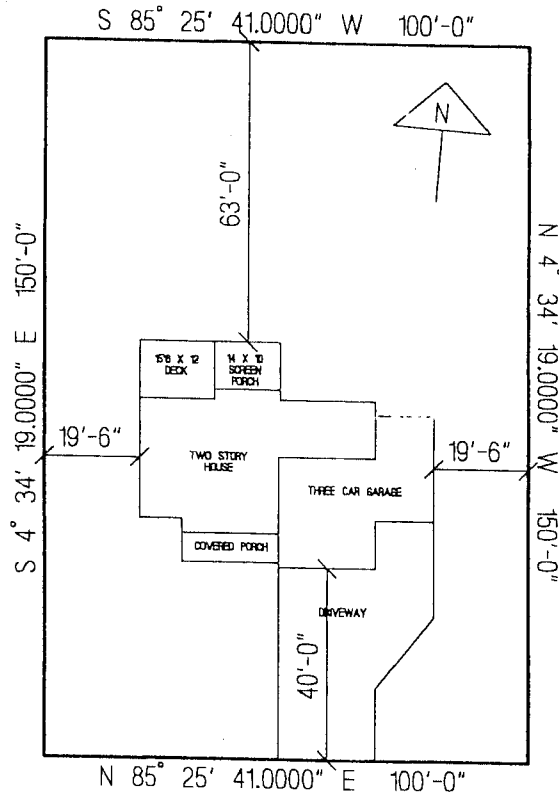 S 85° 25' 41.0000" W 100'-0"
N
63'-0"
S 4° 34' 19.0000" E 150'-0"
N 4° 34' 19.0000" W 150'-0"
15'6 X 12
DECK
14 X 10
SCREEN
PORCH
19'-6"
19'-6"
TWO STORY
HOUSE
THREE CAR GARAGE
COVERED PORCH
DRIVEWAY
40'-0"
N 85° 25' 41.0000" E 100'-0"